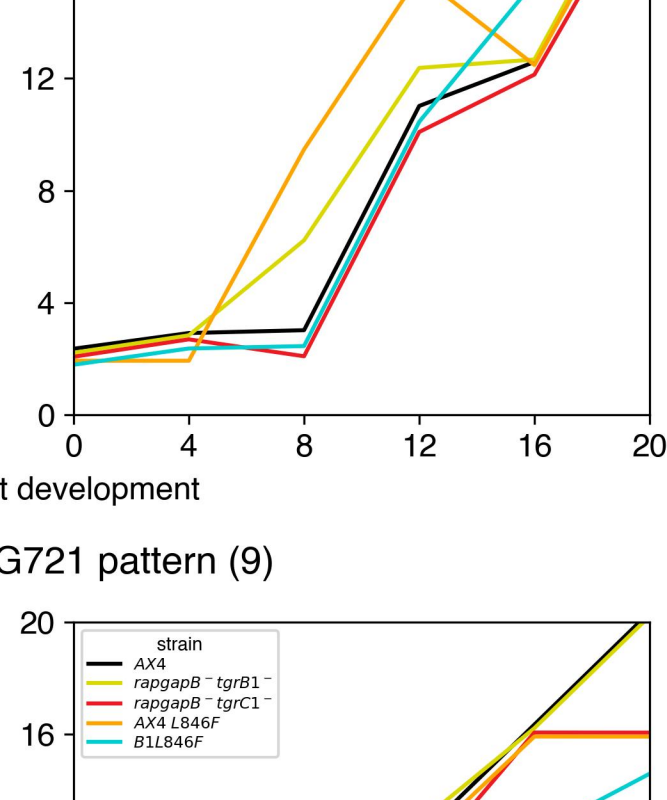 12
8
4
0
0 4 8 12 16 20
t development
G721 pattern (9)
20
16
strain
AX4
rapgapB⁻tgrB1⁻
rapgapB⁻tgrC1⁻
AX4 L846F
B1L846F